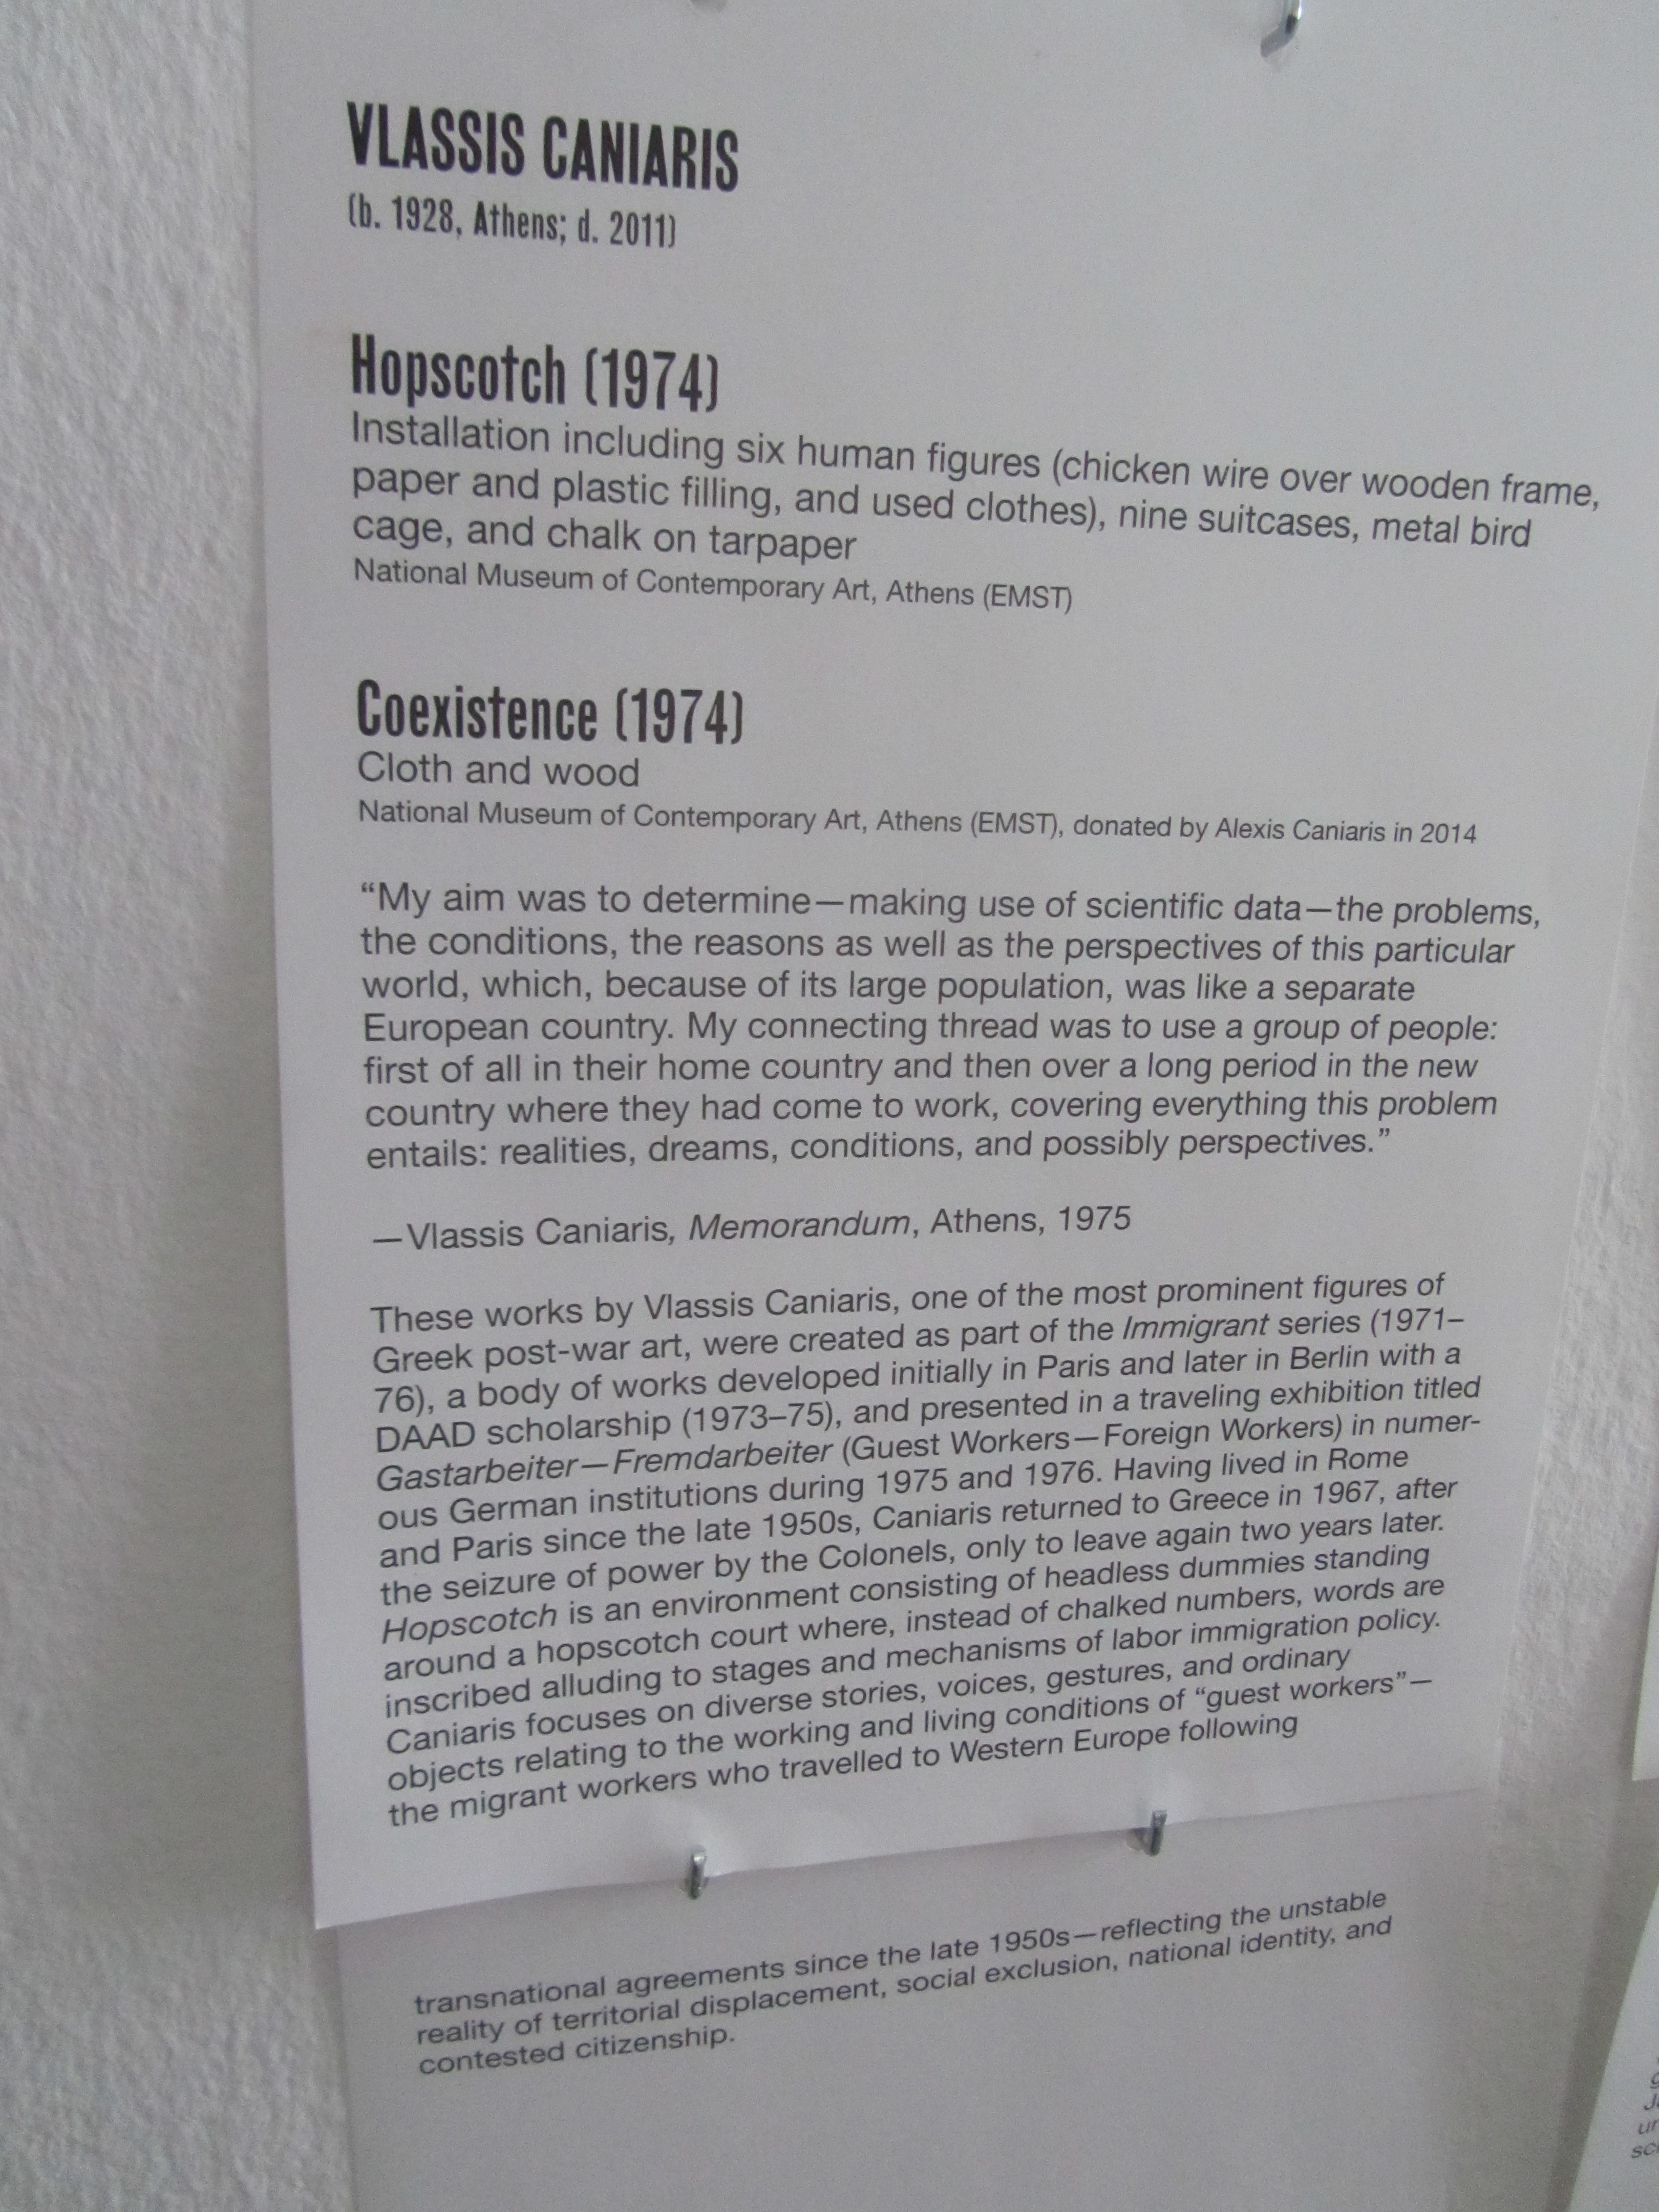 VLASSIS CANIARIS
(b. 1928, Athens; d. 2011)
Hopscotch (1974)
Installation including six human figures (chicken wire over wooden frame,
paper and plastic filling, and used clothes), nine suitcases, metal bird
cage, and chalk on tarpaper
National Museum of Contemporary Art, Athens (EMST)
Coexistence (1974)
Cloth and wood
National Museum of Contemporary Art, Athens (EMST), donated by Alexis Caniaris in 2014
“My aim was to determine—making use of scientific data—the problems,
the conditions, the reasons as well as the perspectives of this particular
world, which, because of its large population, was like a separate
European country. My connecting thread was to use a group of people:
first of all in their home country and then over a long period in the new
country where they had come to work, covering everything this problem
entails: realities, dreams, conditions, and possibly perspectives.”
—Vlassis Caniaris, Memorandum, Athens, 1975
These works by Vlassis Caniaris, one of the most prominent figures of
Greek post-war art, were created as part of the Immigrant series (1971–
76), a body of works developed initially in Paris and later in Berlin with a
DAAD scholarship (1973–75), and presented in a traveling exhibition titled
Gastarbeiter—Fremdarbeiter (Guest Workers—Foreign Workers) in numer-
ous German institutions during 1975 and 1976. Having lived in Rome
and Paris since the late 1950s, Caniaris returned to Greece in 1967, after
the seizure of power by the Colonels, only to leave again two years later.
Hopscotch is an environment consisting of headless dummies standing
around a hopscotch court where, instead of chalked numbers, words are
inscribed alluding to stages and mechanisms of labor immigration policy.
Caniaris focuses on diverse stories, voices, gestures, and ordinary
objects relating to the working and living conditions of “guest workers”—
the migrant workers who travelled to Western Europe following
transnational agreements since the late 1950s—reflecting the unstable
reality of territorial displacement, social exclusion, national identity, and
contested citizenship.